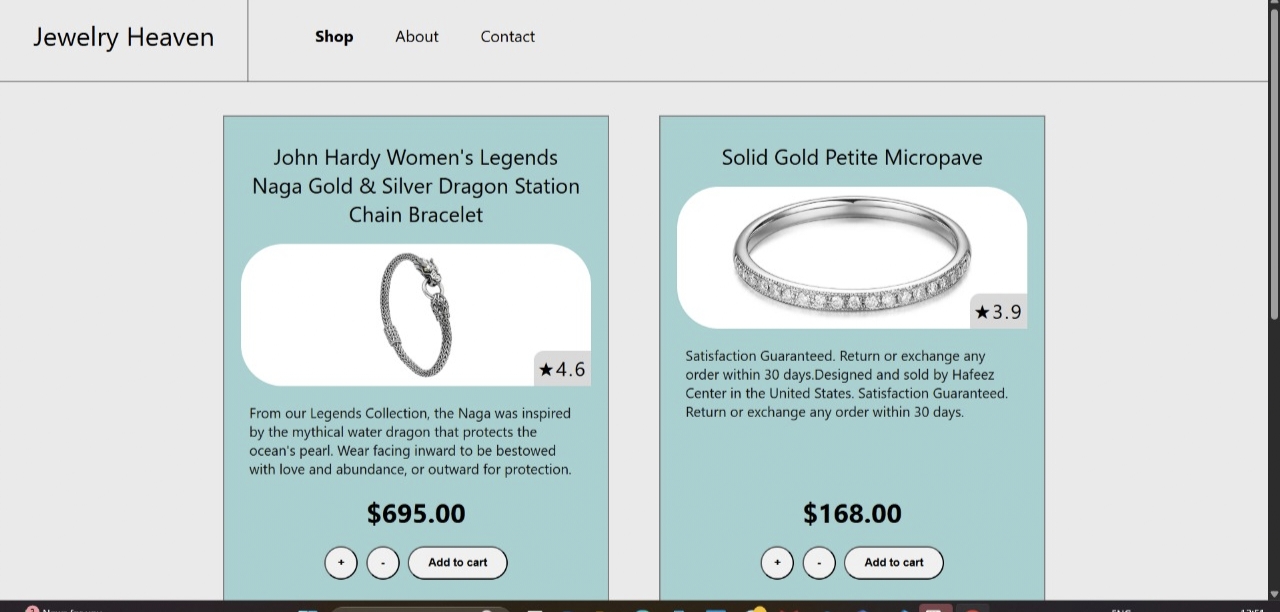 Jewelry Heaven
Shop
About
Contact
John Hardy Women's Legends
Naga Gold & Silver Dragon Station
Chain Bracelet
★4.6
From our Legends Collection, the Naga was inspired
by the mythical water dragon that protects the
ocean's pearl. Wear facing inward to be bestowed
with love and abundance, or outward for protection.
$695.00
+
-
Add to cart
Solid Gold Petite Micropave
★3.9
Satisfaction Guaranteed. Return or exchange any
order within 30 days.Designed and sold by Hafeez
Center in the United States. Satisfaction Guaranteed.
Return or exchange any order within 30 days.
$168.00
+
-
Add to cart